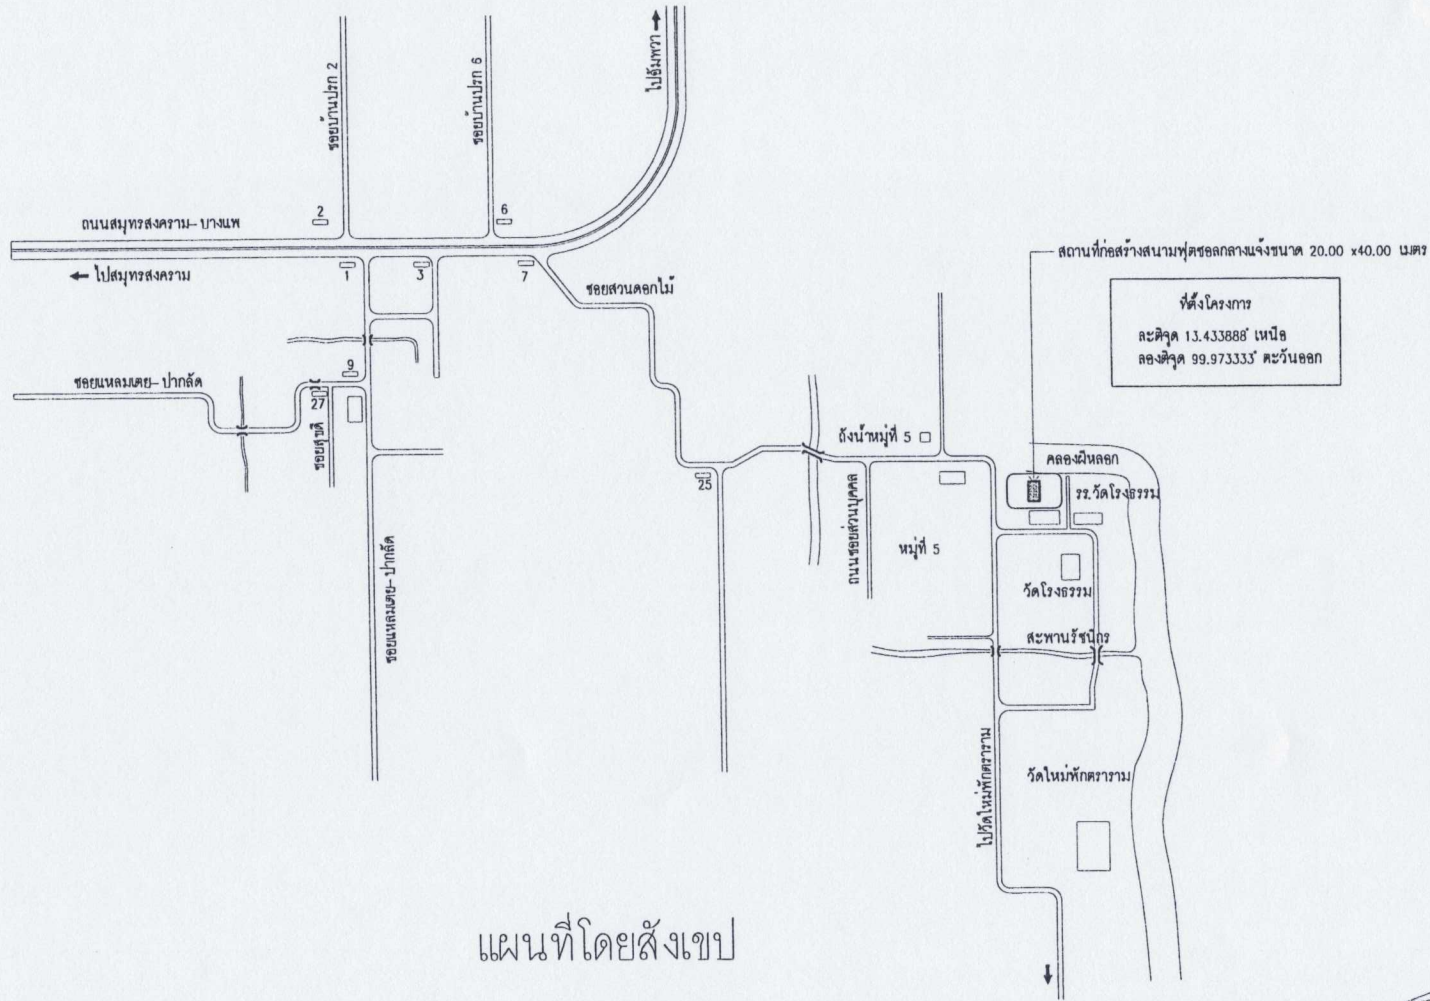 ซอยบ้านปรก 2
ซอยบ้านปรก 6
ไปอัมพวา
ถนนสมุทรสงคราม-บางแพ
2
6
← ไปสมุทรสงคราม
1
3
7
ซอยสวนดอกไม้
สถานที่ก่อสร้างสนามฟุตซอลกลางแจ้งขนาด 20.00 x40.00 เมตร
ที่ตั้งโครงการ
ละติจูด 13.433888° เหนือ
ลองติจูด 99.973333° ตะวันออก
ซอยแหลมเตย-ปากลัด
9
27
ซอยสุขดี
ซอยแหลมเตย-ปากลัด
25
ถังน้ำหมู่ที่ 5
ถนนซอยส่วนบุคคล
หมู่ที่ 5
คลองผีหลอก
รร.วัดโรงธรรม
วัดโรงธรรม
สะพานรัชนีกร
ไปวัดใหม่พักตราราม
วัดใหม่พักตราราม
แผนที่โดยสังเขป